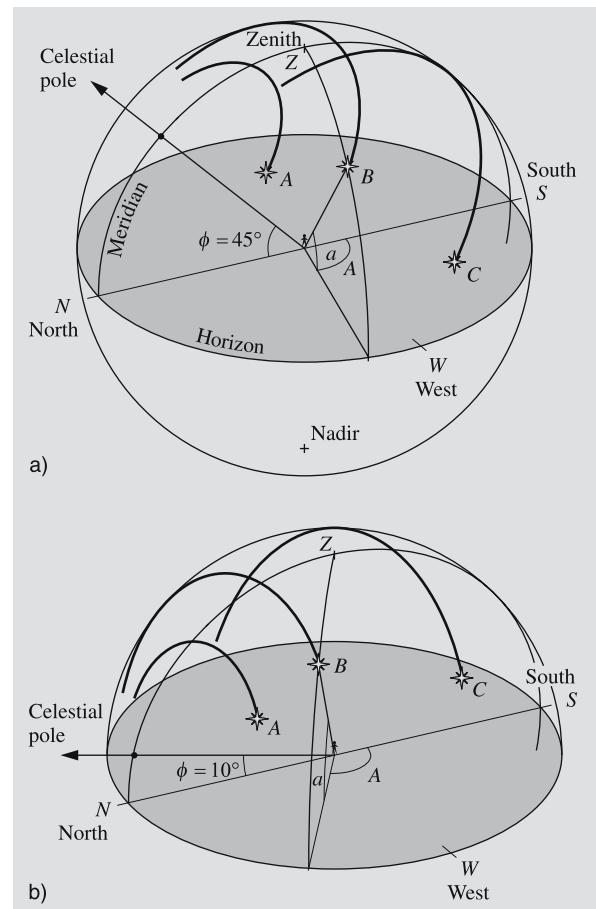 Zenith
Z
Celestial
pole
A
B
South
S
Meridian
ϕ = 45°
a
A
C
N
North
Horizon
W
West
Nadir
a)
Z
B
South
S
C
Celestial
pole
A
ϕ = 10°
a
A
N
North
W
West
b)